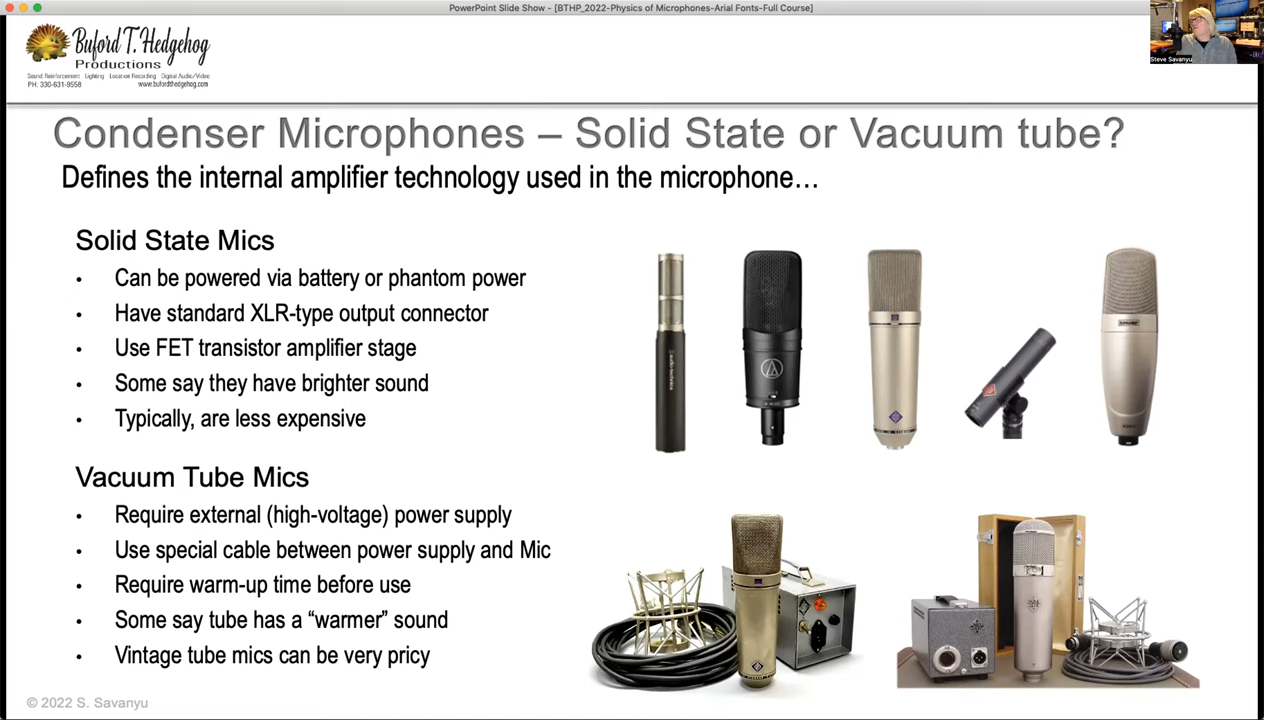 PowerPoint Slide Show - [BTHP_2022-Physics of Microphones-Arial Fonts-Full Course]
Buford T. Hedgehog
Productions
Sound Reinforcement Lighting Location Recording Digital Audio/Video
PH: 330-631-9558 www.bufordthedgehog.com
Steve Savanyu
Condenser Microphones – Solid State or Vacuum tube?
Defines the internal amplifier technology used in the microphone…
Solid State Mics
• Can be powered via battery or phantom power
• Have standard XLR-type output connector
• Use FET transistor amplifier stage
• Some say they have brighter sound
• Typically, are less expensive
audio-technica
SHURE
Vacuum Tube Mics
• Require external (high-voltage) power supply
• Use special cable between power supply and Mic
• Require warm-up time before use
• Some say tube has a “warmer” sound
• Vintage tube mics can be very pricy
© 2022 S. Savanyu